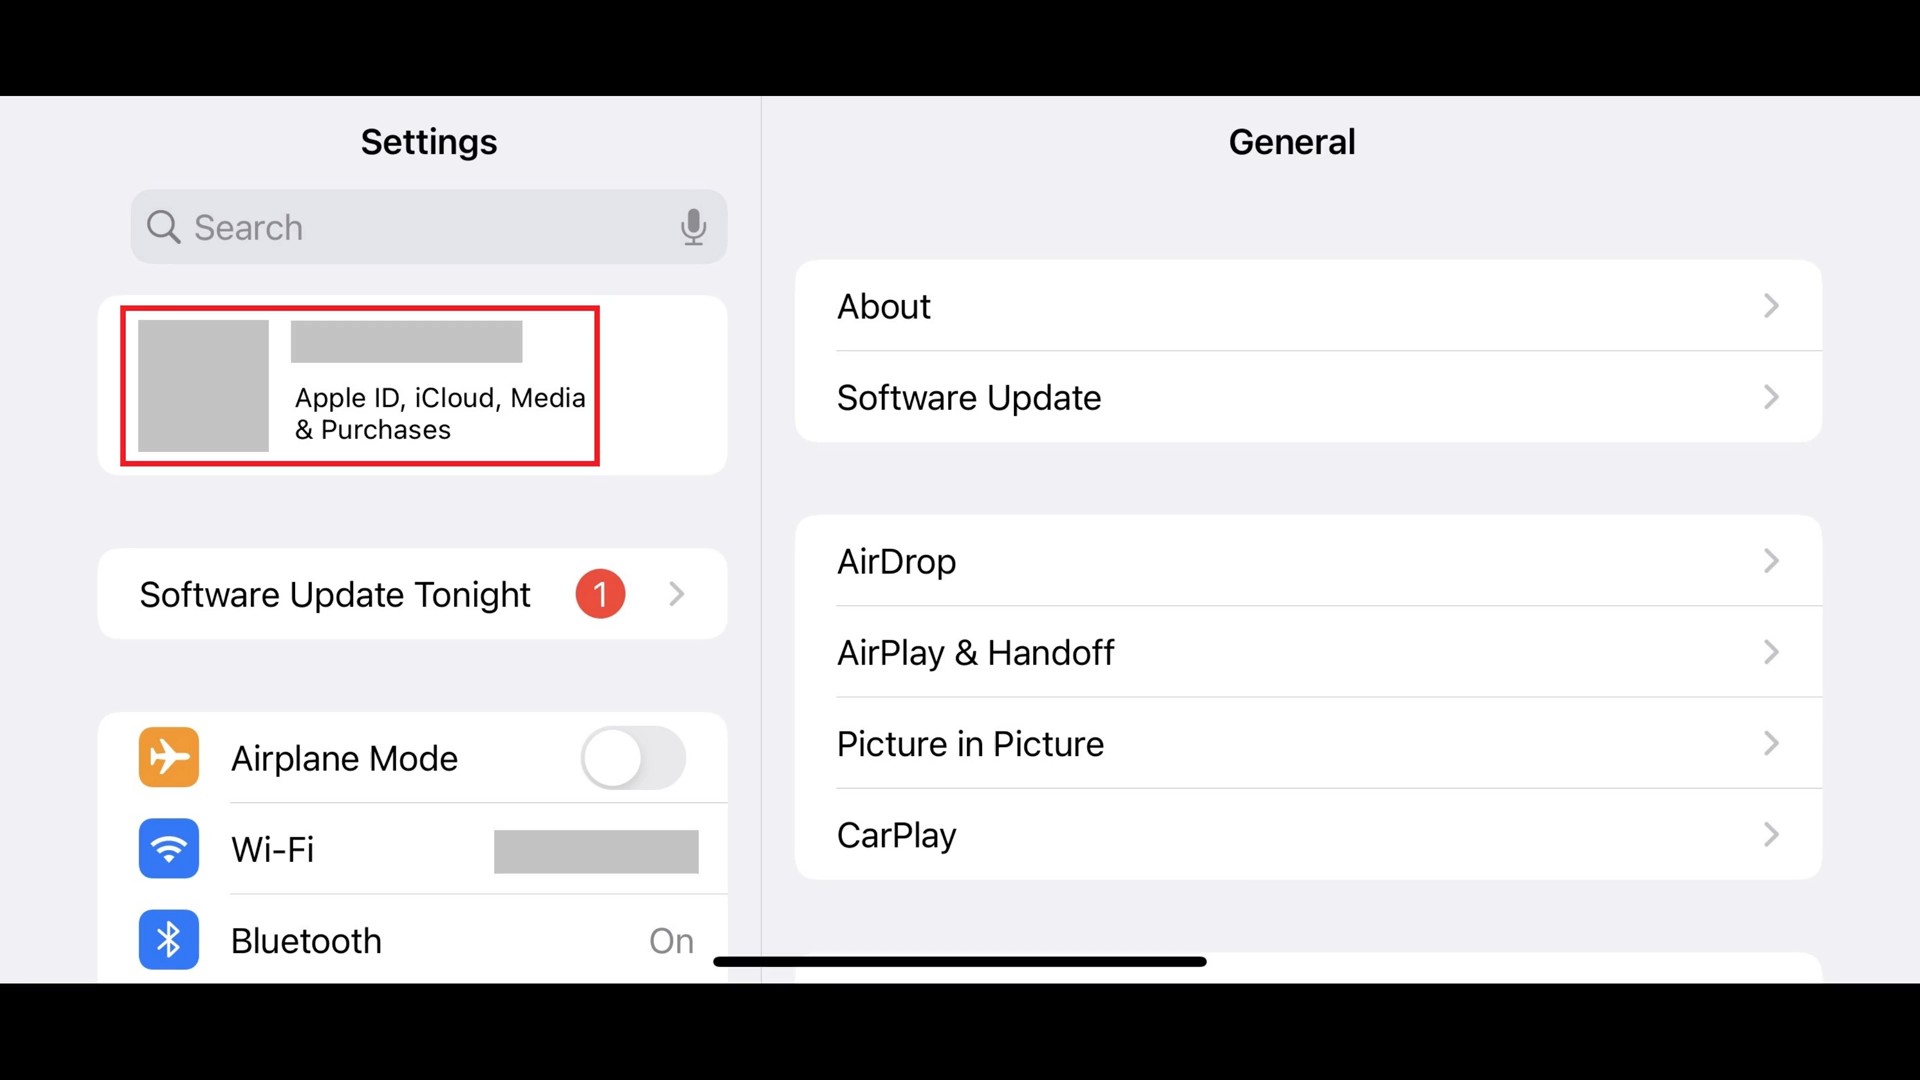 Settings
Search
Apple ID, iCloud, Media
& Purchases
Software Update Tonight 1
Airplane Mode
Wi-Fi
Bluetooth On
General
About
Software Update
AirDrop
AirPlay & Handoff
Picture in Picture
CarPlay